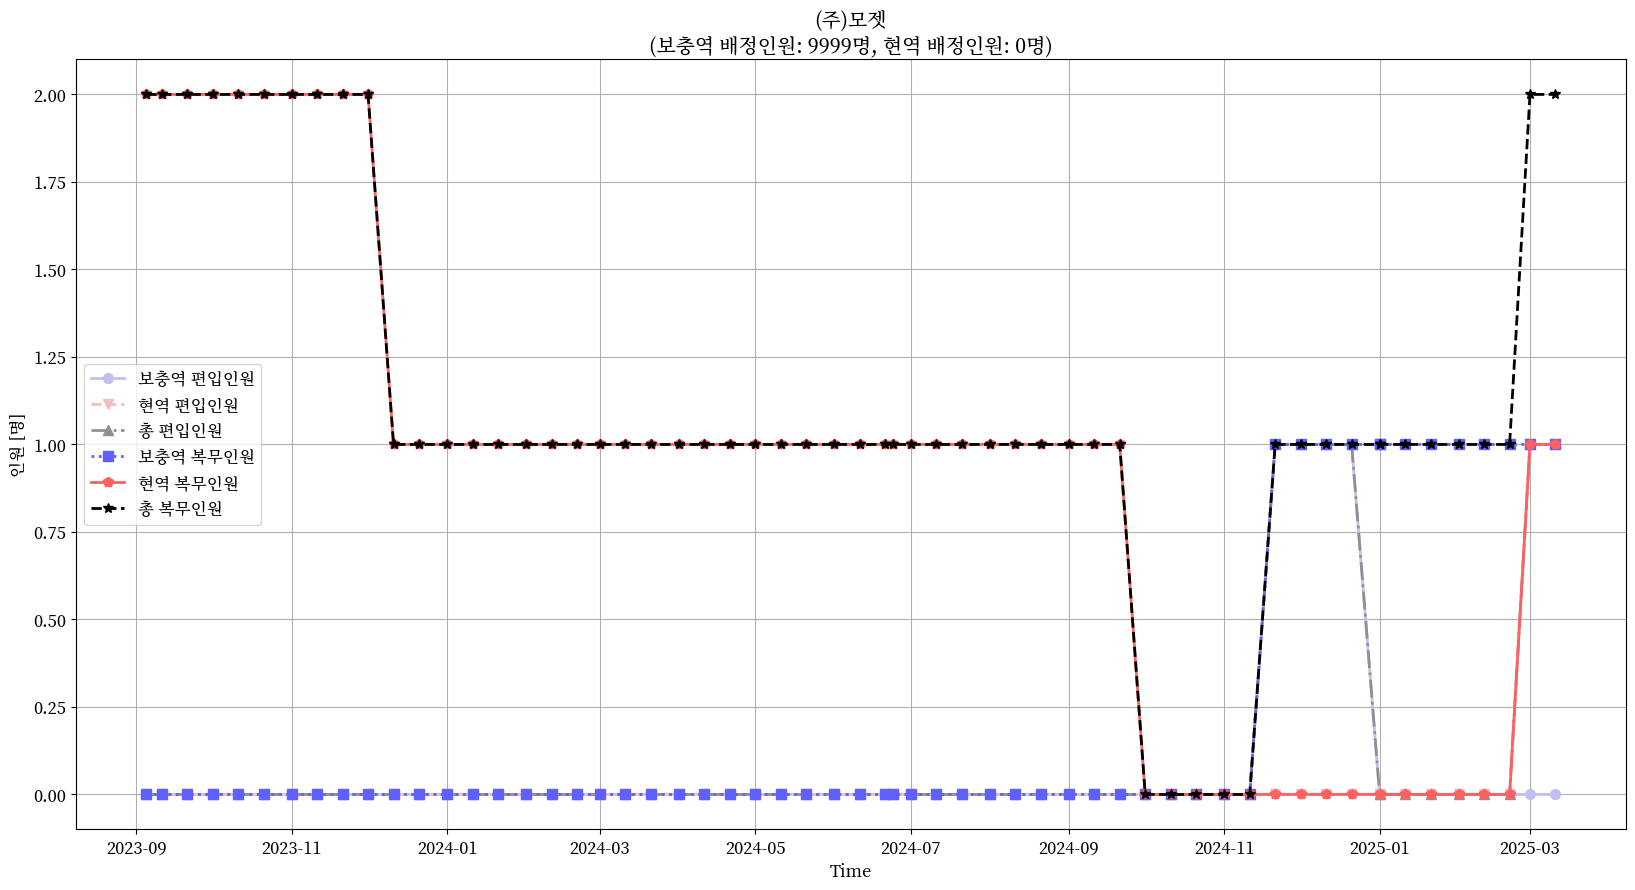 (주)모젯
(보충역 배정인원: 9999명, 현역 배정인원: 0명)
2.00
1.75
1.50
1.25
1.00
0.75
0.50
0.25
0.00
인원 [명]
보충역 편입인원
현역 편입인원
총 편입인원
보충역 복무인원
현역 복무인원
총 복무인원
2023-09
2023-11
2024-01
2024-03
2024-05
2024-07
2024-09
2024-11
2025-01
2025-03
Time